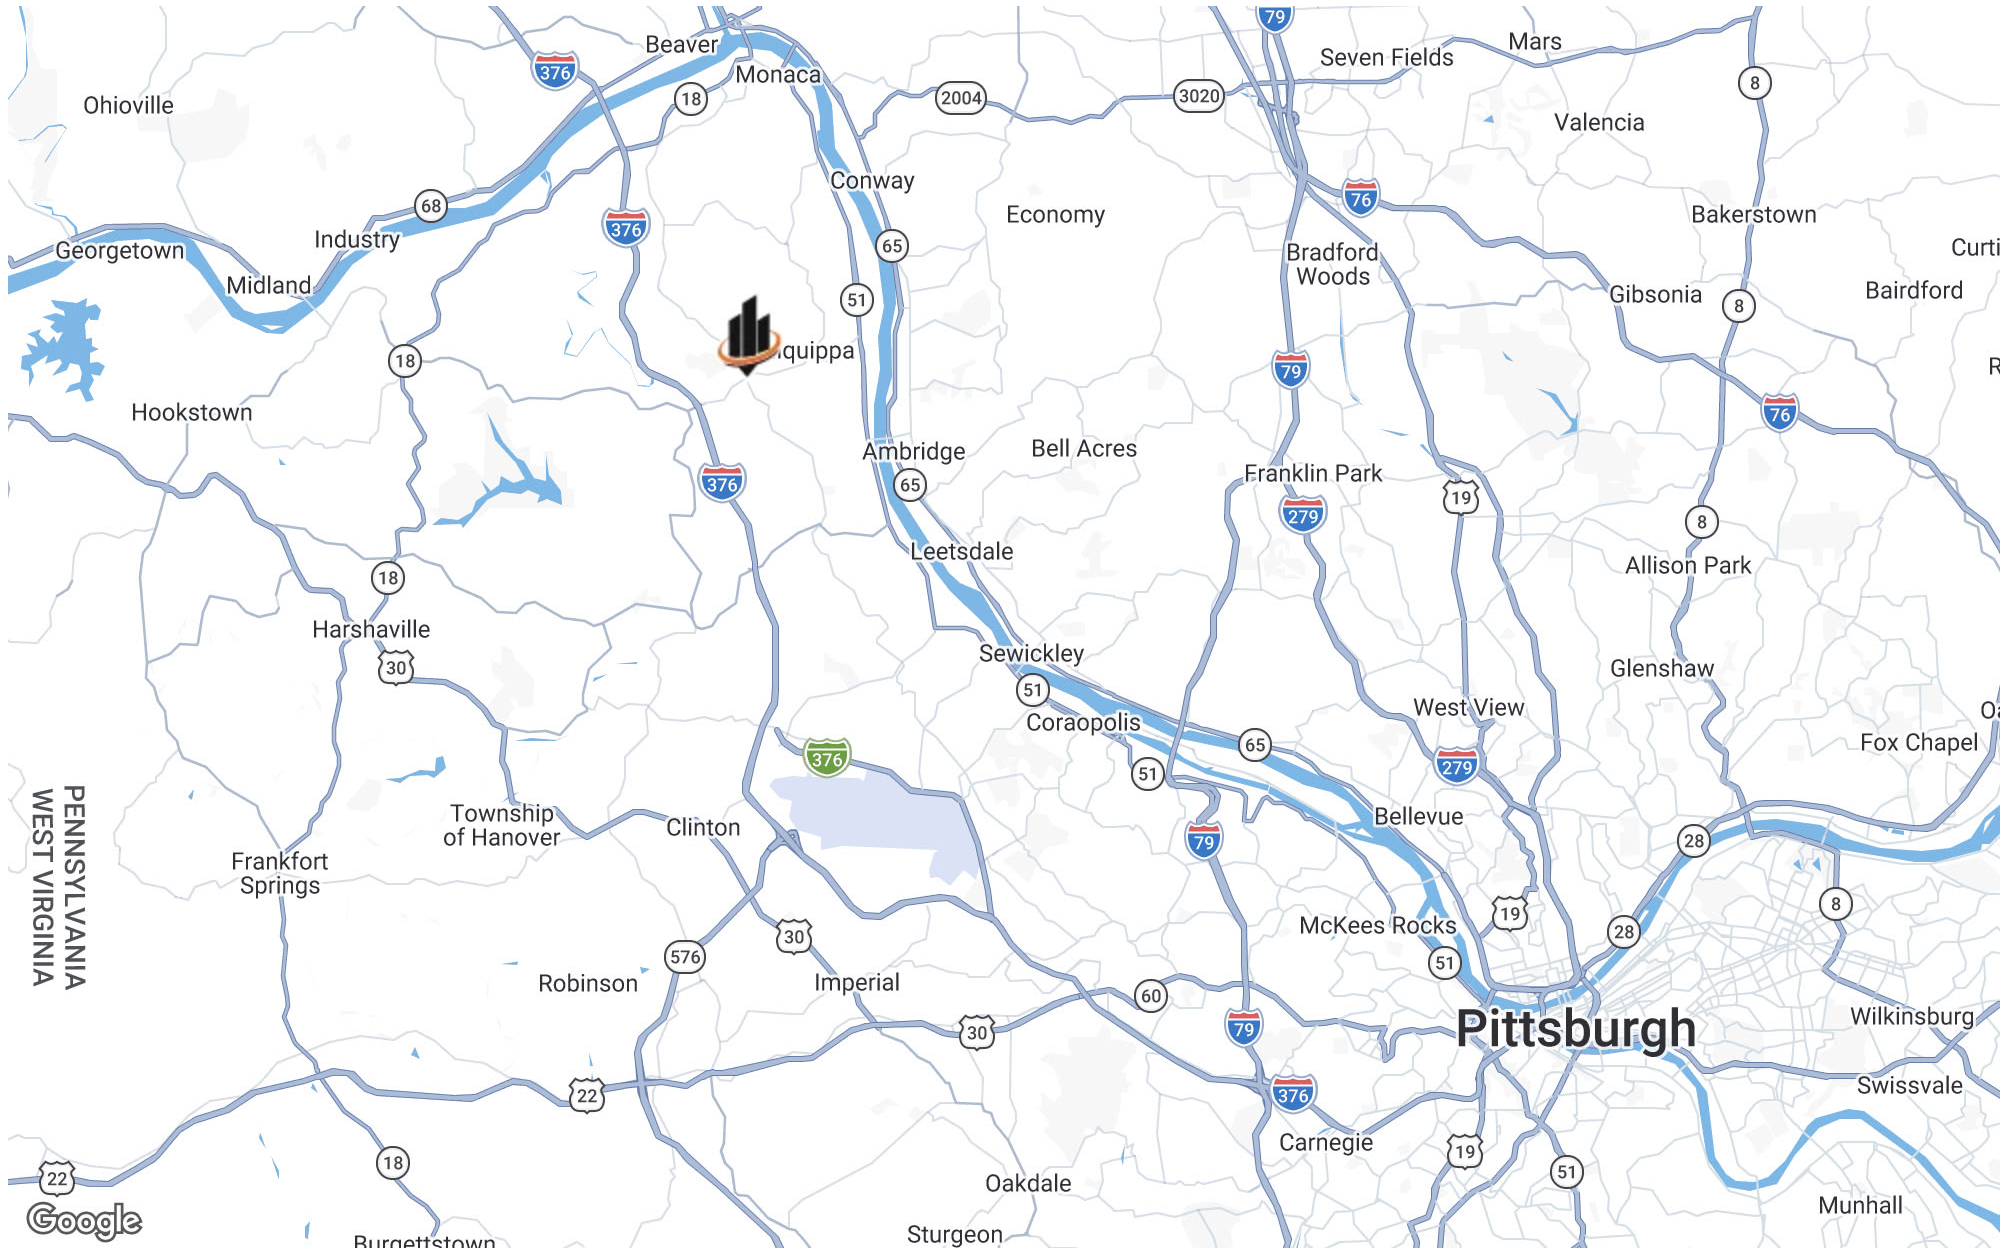 79
Beaver
376
Seven Fields
Mars
Monaca
8
Ohioville
18
2004
3020
Valencia
Conway
68
376
Economy
76
Bakerstown
Industry
65
Curti
Georgetown
Bradford
Woods
Midland
51
Gibsonia
8
Bairdford
iquippa
18
79
R
Hookstown
76
Ambridge
Bell Acres
Franklin Park
376
65
279
19
8
Leetsdale
Allison Park
18
Harshaville
Sewickley
30
Glenshaw
51
West View
Coraopolis
Oa
65
Fox Chapel
376
51
279
PENNSYLVANIA
WEST VIRGINIA
Township
of Hanover
Clinton
Bellevue
79
28
Frankfort
Springs
8
19
McKees Rocks
28
30
576
51
Robinson
Imperial
60
Wilkinsburg
30
79
Pittsburgh
22
376
Swissvale
Carnegie
18
19
22
51
Oakdale
Munhall
Google
Sturgeon
Burgettstown